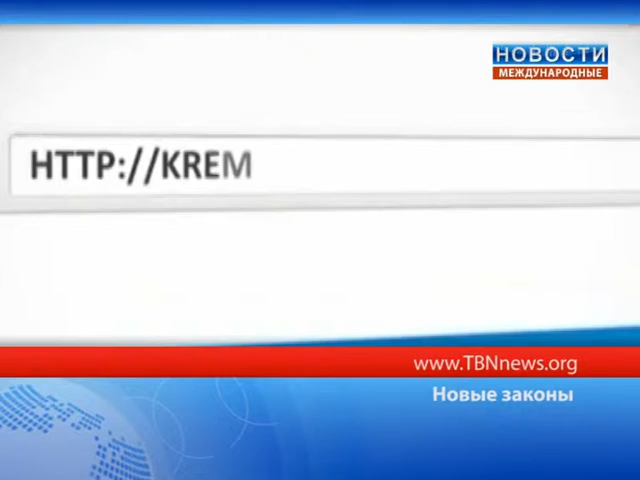 НОВОСТИ
МЕЖДУНАРОДНЫЕ
HTTP://KREM
www.TBNnews.org
Новые законы